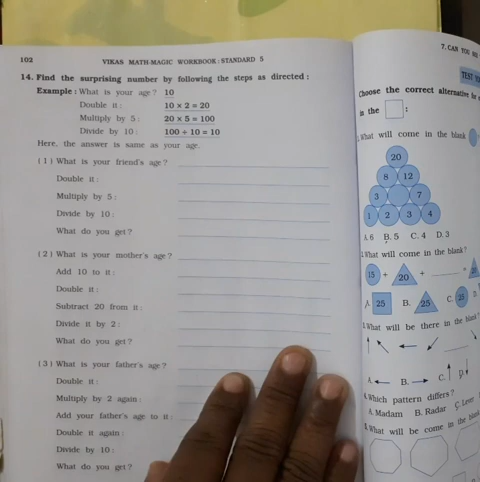 102
VIKAS MATH-MAGIC WORKBOOK : STANDARD 5
14. Find the surprising number by following the steps as directed :
Example : What is your age ? 10
Double it : 10 × 2 = 20
Multiply by 5 : 20 × 5 = 100
Divide by 10 : 100 ÷ 10 = 10
Here, the answer is same as your age.
(1) What is your friend's age ?
Double it :
Multiply by 5 :
Divide by 10 :
What do you get ?
(2) What is your mother's age ?
Add 10 to it :
Double it :
Subtract 20 from it :
Divide it by 2 :
What do you get ?
(3) What is your father's age ?
Double it :
Multiply by 2 again :
Add your father's age to it :
Double it again :
Divide by 10 :
What do you get ?
7. CAN YOU
TEST
Choose the correct alternative
in the :
What will come in the blank
20
8 12
3 7
1 2 3 4
A. 6 B. 5 C. 4 D. 3
What will come in the blank?
15 + 20 + =
A. 25 B. 25 C. 25 D.
3. What will be there in the
A. B. C. D.
4. Which pattern differs ?
A. Madam B. Radar C. Lever
5. What will be come in the